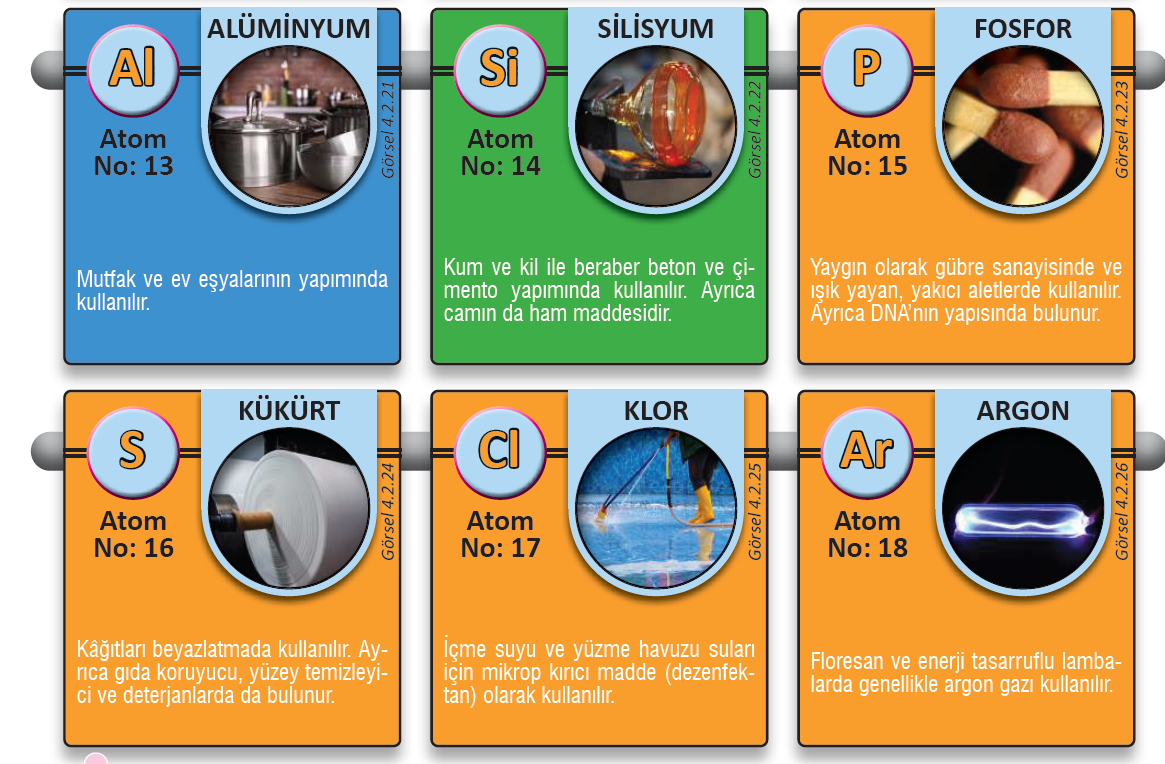 Al
ALÜMİNYUM
Atom
No: 13
Görsel 4.2.21
Mutfak ve ev eşyalarının yapımında
kullanılır.
Si
SİLİSYUM
Atom
No: 14
Görsel 4.2.22
Kum ve kil ile beraber beton ve çi-
mento yapımında kullanılır. Ayrıca
camın da ham maddesidir.
P
FOSFOR
Atom
No: 15
Görsel 4.2.23
Yaygın olarak gübre sanayisinde ve
ışık yayan, yakıcı aletlerde kullanılır.
Ayrıca DNA’nın yapısında bulunur.
S
KÜKÜRT
Atom
No: 16
Görsel 4.2.24
Kâğıtları beyazlatmada kullanılır. Ay-
rıca gıda koruyucu, yüzey temizleyi-
ci ve deterjanlarda da bulunur.
Cl
KLOR
Atom
No: 17
Görsel 4.2.25
İçme suyu ve yüzme havuzu suları
için mikrop kırıcı madde (dezenfek-
tan) olarak kullanılır.
Ar
ARGON
Atom
No: 18
Görsel 4.2.26
Floresan ve enerji tasarruflu lamba-
larda genellikle argon gazı kullanılır.